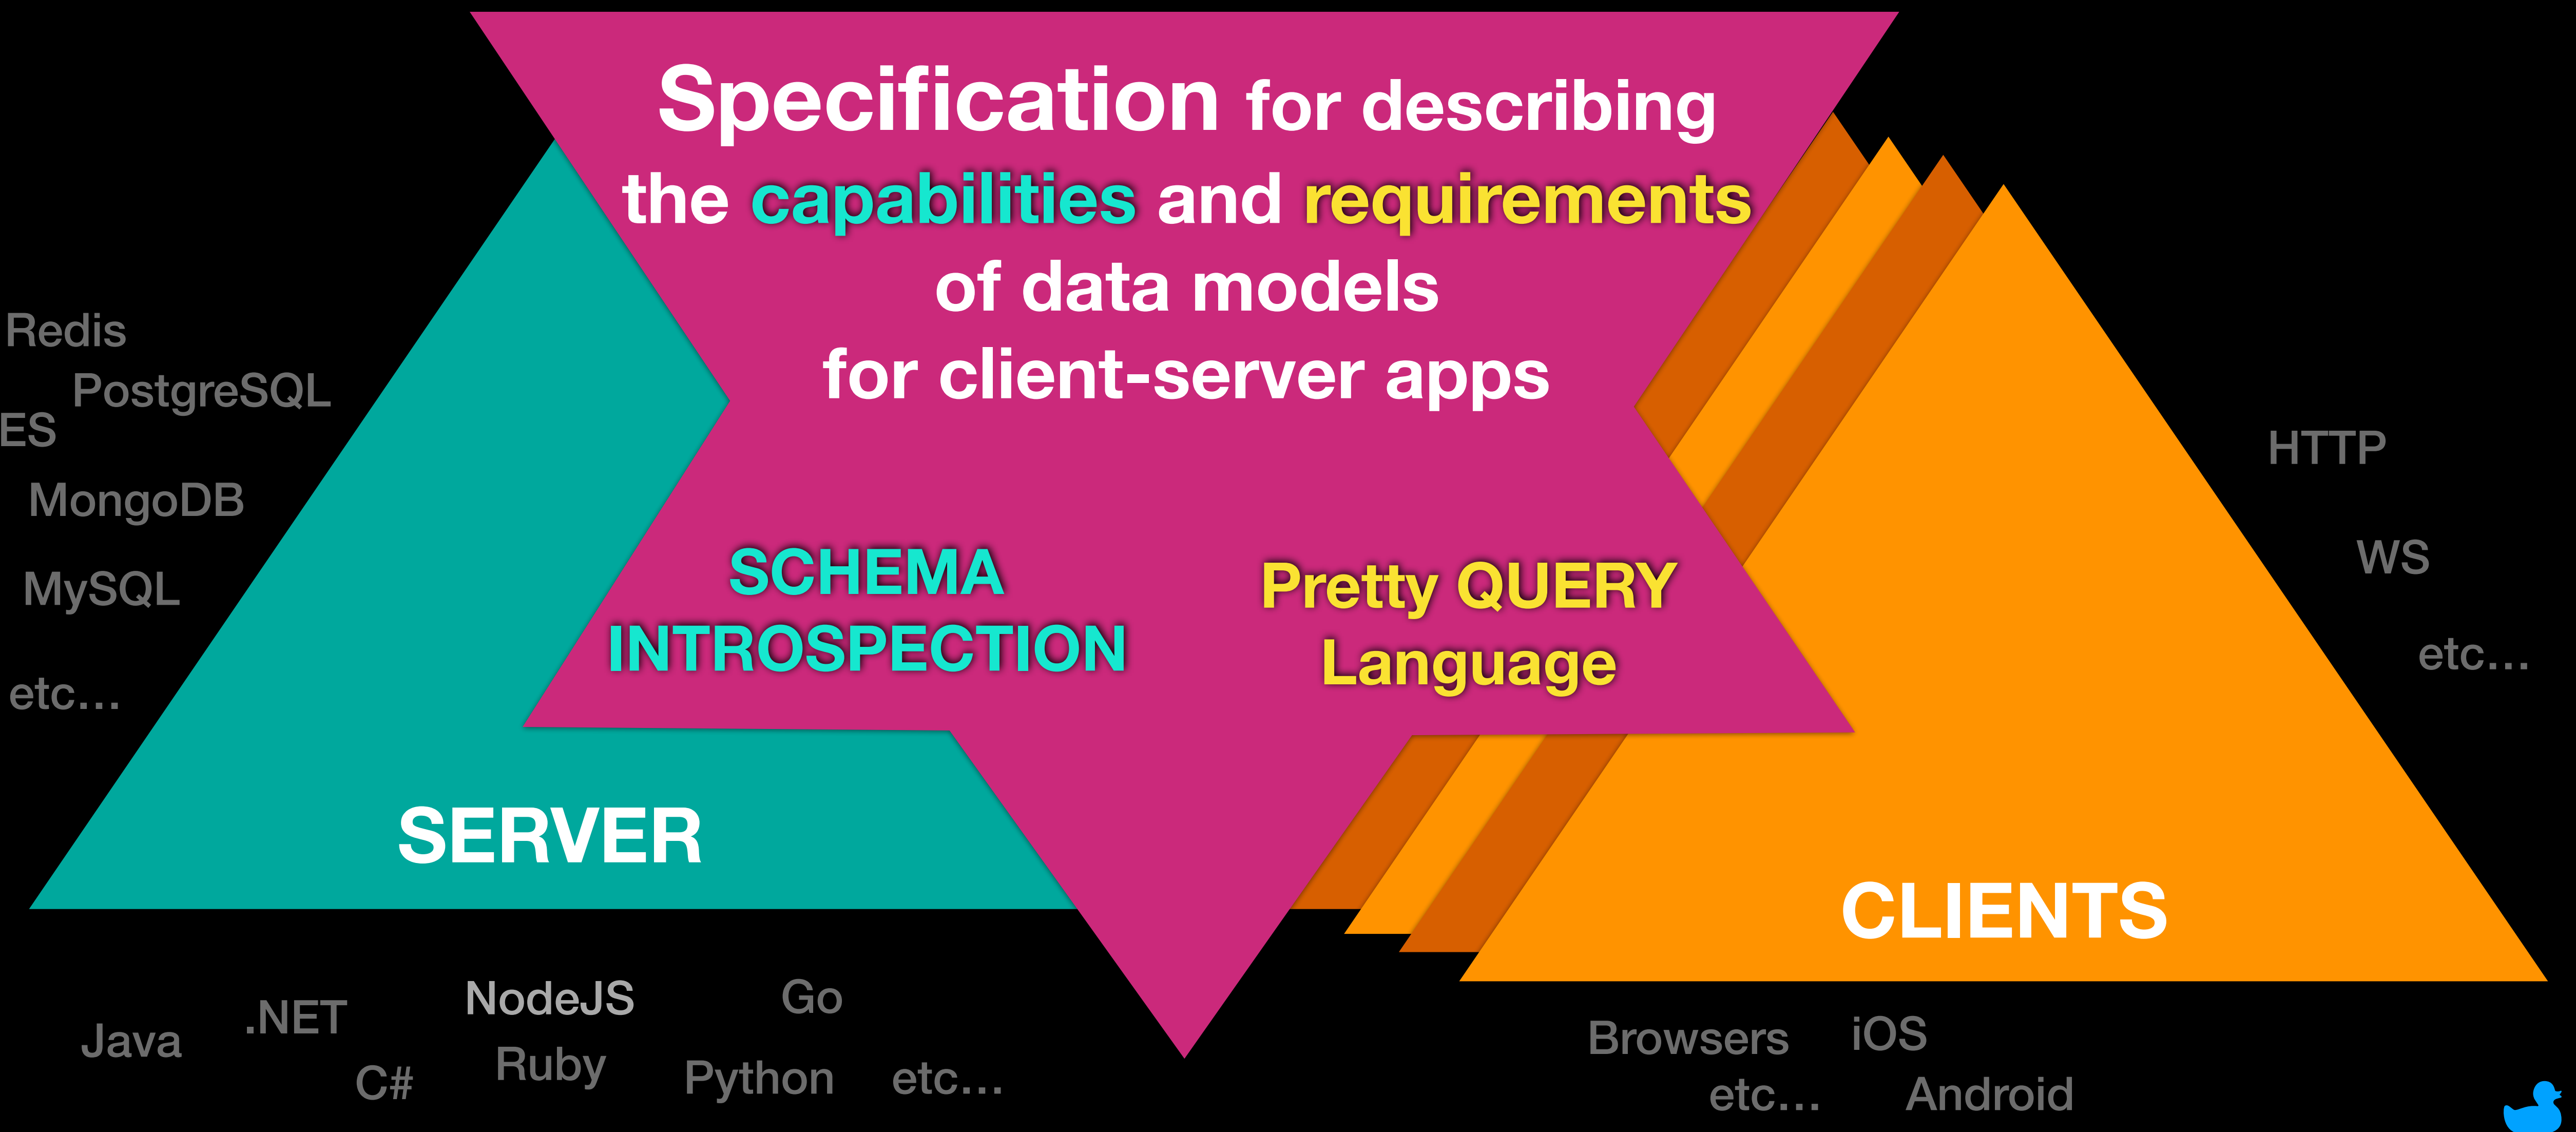 Specification for describing
the capabilities and requirements
of data models
for client-server apps
SCHEMA
INTROSPECTION
Pretty QUERY
Language
SERVER
CLIENTS
Redis
PostgreSQL
ES
MongoDB
MySQL
etc...
HTTP
WS
etc...
Java
.NET
C#
NodeJS
Ruby
Go
Python
etc...
Browsers
iOS
etc...
Android